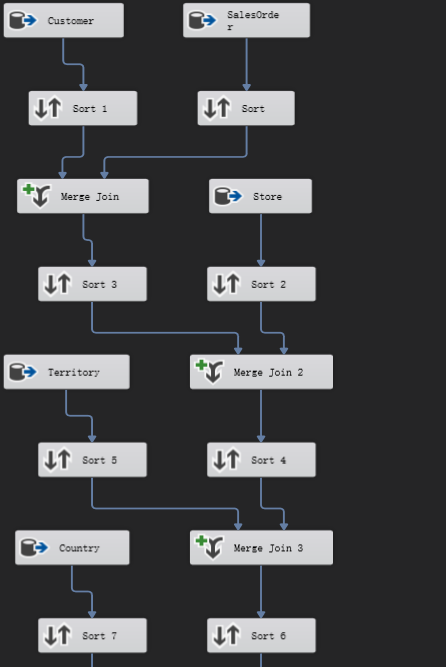 Customer
SalesOrde
r
Sort 1
Sort
Merge Join
Store
Sort 3
Sort 2
Territory
Merge Join 2
Sort 5
Sort 4
Country
Merge Join 3
Sort 7
Sort 6